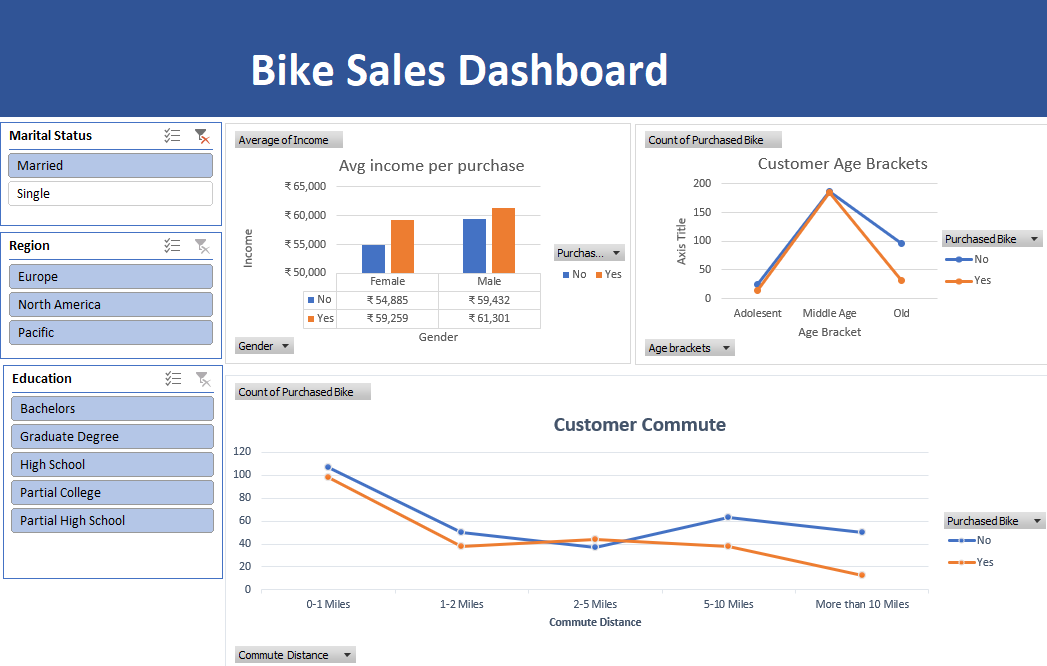 Bike Sales Dashboard
Marital Status
Married
Single
Region
Europe
North America
Pacific
Education
Bachelors
Graduate Degree
High School
Partial College
Partial High School
Average of Income
Avg income per purchase
₹ 65,000
₹ 60,000
₹ 55,000
₹ 50,000
Income
Female Male
No ₹ 54,885 ₹ 59,432
Yes ₹ 59,259 ₹ 61,301
Gender
Purchas...
No Yes
Gender
Count of Purchased Bike
Customer Age Brackets
200
150
100
50
0
Axis Title
Adolesent Middle Age Old
Age Bracket
Purchased Bike
No
Yes
Age brackets
Count of Purchased Bike
Customer Commute
120
100
80
60
40
20
0
0-1 Miles 1-2 Miles 2-5 Miles 5-10 Miles More than 10 Miles
Commute Distance
Purchased Bike
No
Yes
Commute Distance